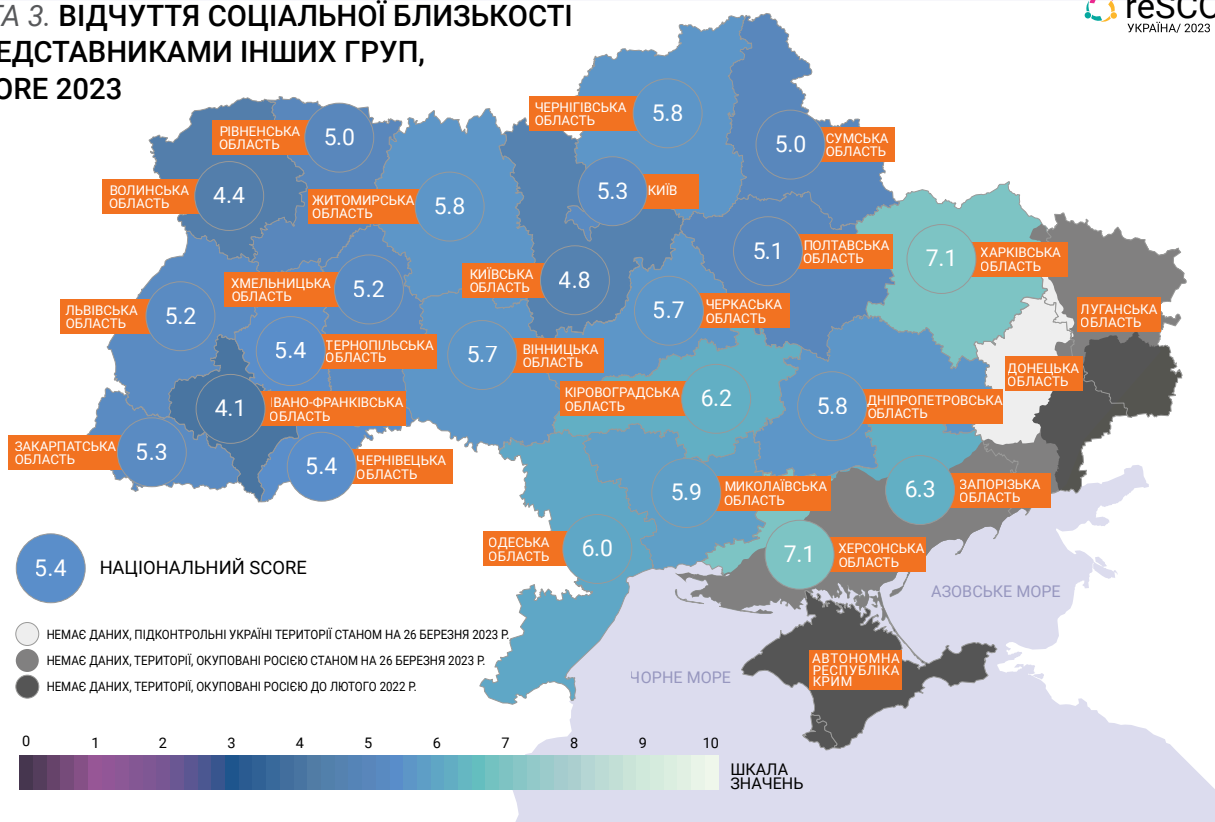 ТА 3. ВІДЧУТТЯ СОЦІАЛЬНОЇ БЛИЗЬКОСТІ
ЕДСТАВНИКАМИ ІНШИХ ГРУП,
ORE 2023
reSCO
УКРАЇНА/ 2023
ЧЕРНІГІВСЬКА
ОБЛАСТЬ
5.8
РІВНЕНСЬКА
ОБЛАСТЬ
5.0
5.0
СУМСЬКА
ОБЛАСТЬ
ВОЛИНСЬКА
ОБЛАСТЬ
4.4
ЖИТОМИРСЬКА
ОБЛАСТЬ
5.8
5.3
КИЇВ
5.1
ПОЛТАВСЬКА
ОБЛАСТЬ
7.1
ХАРКІВСЬКА
ОБЛАСТЬ
ХМЕЛЬНИЦЬКА
ОБЛАСТЬ
5.2
КИЇВСЬКА
ОБЛАСТЬ
4.8
5.7
ЧЕРКАСЬКА
ОБЛАСТЬ
ЛУГАНСЬКА
ОБЛАСТЬ
ЛЬВІВСЬКА
ОБЛАСТЬ
5.2
5.4
ТЕРНОПІЛЬСЬКА
ОБЛАСТЬ
5.7
ВІННИЦЬКА
ОБЛАСТЬ
ДОНЕЦЬКА
ОБЛАСТЬ
4.1
ІВАНО-ФРАНКІВСЬКА
ОБЛАСТЬ
КІРОВОГРАДСЬКА
ОБЛАСТЬ
6.2
5.8
ДНІПРОПЕТРОВСЬКА
ОБЛАСТЬ
ЗАКАРПАТСЬКА
ОБЛАСТЬ
5.3
5.4
ЧЕРНІВЕЦЬКА
ОБЛАСТЬ
5.9
МИКОЛАЇВСЬКА
ОБЛАСТЬ
6.3
ЗАПОРІЗЬКА
ОБЛАСТЬ
ОДЕСЬКА
ОБЛАСТЬ
6.0
7.1
ХЕРСОНСЬКА
ОБЛАСТЬ
5.4
НАЦІОНАЛЬНИЙ SCORE
АЗОВСЬКЕ МОРЕ
НЕМАЄ ДАНИХ, ПІДКОНТРОЛЬНІ УКРАЇНІ ТЕРИТОРІЇ СТАНОМ НА 26 БЕРЕЗНЯ 2023 Р.
НЕМАЄ ДАНИХ, ТЕРИТОРІЇ, ОКУПОВАНІ РОСІЄЮ СТАНОМ НА 26 БЕРЕЗНЯ 2023 Р.
НЕМАЄ ДАНИХ, ТЕРИТОРІЇ, ОКУПОВАНІ РОСІЄЮ ДО ЛЮТОГО 2022 Р.
ЧОРНЕ МОРЕ
АВТОНОМНА
РЕСПУБЛІКА
КРИМ
0 1 2 3 4 5 6 7 8 9 10
ШКАЛА
ЗНАЧЕНЬ